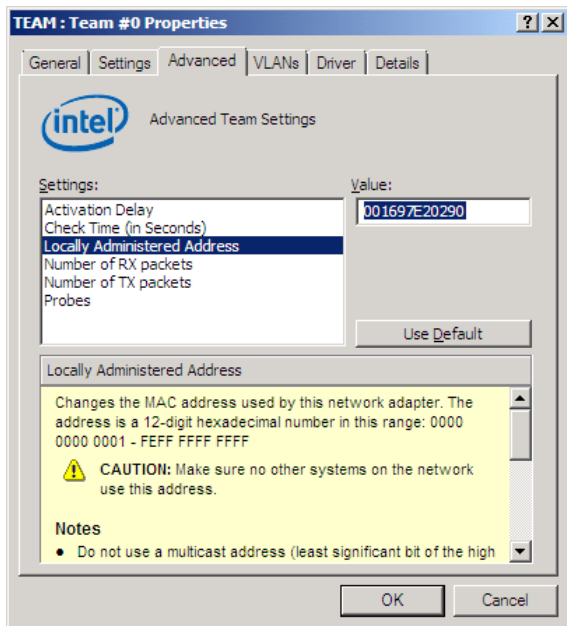 TEAM : Team #0 Properties
General Settings Advanced VLANs Driver Details
intel
Advanced Team Settings
Settings:
Value:
Activation Delay
Check Time (in Seconds)
Locally Administered Address
Number of RX packets
Number of TX packets
Probes
001697E20290
Use Default
Locally Administered Address
Changes the MAC address used by this network adapter. The
address is a 12-digit hexadecimal number in this range: 0000
0000 0001 - FEFF FFFF FFFF
CAUTION: Make sure no other systems on the network
use this address.
Notes
● Do not use a multicast address (least significant bit of the high
OK
Cancel